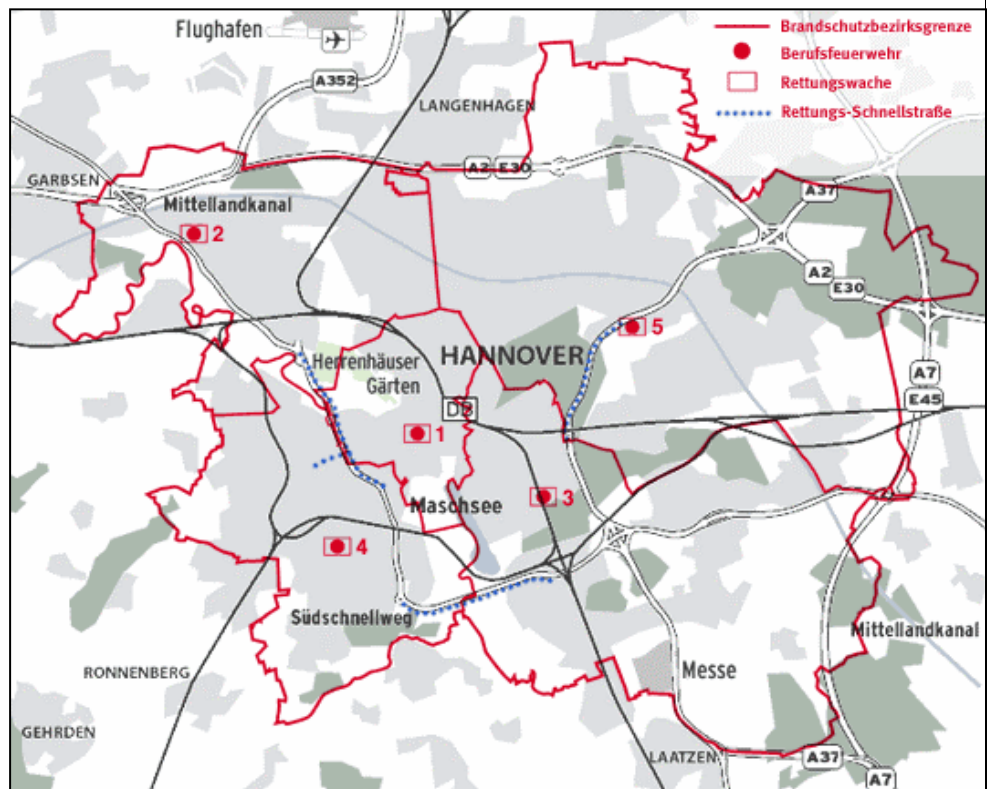 Flughafen
Brandschutzbezirksgrenze
Berufsfeuerwehr
Rettungswache
Rettungs-Schnellstraße
A352
LANGENHAGEN
A2 E30
GARBSEN
Mittellandkanal
A37
2
A2
E30
5
HANNOVER
Herrenhäuser
Gärten
A7
E45
DB
1
Maschsee
3
4
Südschnellweg
Mittellandkanal
RONNENBERG
Messe
GEHRDEN
LAATZEN
A37
A7